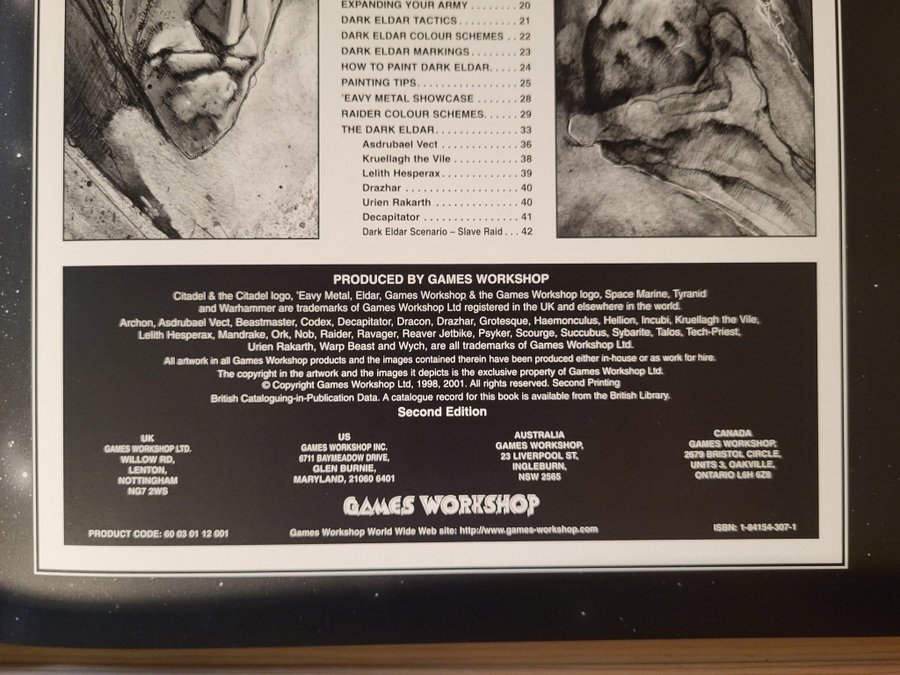 EXPANDING YOUR ARMY . . . . . . . . 20
DARK ELDAR TACTICS . . . . . . . . . 21
DARK ELDAR COLOUR SCHEMES . . 22
DARK ELDAR MARKINGS . . . . . . . . 23
HOW TO PAINT DARK ELDAR. . . . . 24
PAINTING TIPS. . . . . . . . . . . . . . . . . 25
'EAVY METAL SHOWCASE . . . . . . . 28
RAIDER COLOUR SCHEMES. . . . . . 29
THE DARK ELDAR. . . . . . . . . . . . . . 33
Asdrubael Vect . . . . . . . . . . . . . 36
Kruellagh the Vile . . . . . . . . . . . 38
Lelith Hesperax . . . . . . . . . . . . . 39
Drazhar . . . . . . . . . . . . . . . . . . . 40
Urien Rakarth . . . . . . . . . . . . . . 40
Decapitator . . . . . . . . . . . . . . . . 41
Dark Eldar Scenario – Slave Raid . . . 42
PRODUCED BY GAMES WORKSHOP
Citadel & the Citadel logo, 'Eavy Metal, Eldar, Games Workshop & the Games Workshop logo, Space Marine, Tyranid
and Warhammer are trademarks of Games Workshop Ltd registered in the UK and elsewhere in the world.
Archon, Asdrubael Vect, Beastmaster, Codex, Decapitator, Dracon, Drazhar, Grotesque, Haemonculus, Hellion, Incubi, Kruellagh the Vile,
Lelith Hesperax, Mandrake, Ork, Nob, Raider, Ravager, Reaver Jetbike, Psyker, Scourge, Succubus, Sybarite, Talos, Tech-Priest,
Urien Rakarth, Warp Beast and Wych, are all trademarks of Games Workshop Ltd.
All artwork in all Games Workshop products and the images contained therein have been produced either in-house or as work for hire.
The copyright in the artwork and the images it depicts is the exclusive property of Games Workshop Ltd.
© Copyright Games Workshop Ltd, 1998, 2001. All rights reserved. Second Printing
British Cataloguing-in-Publication Data. A catalogue record for this book is available from the British Library.
Second Edition
UK
GAMES WORKSHOP LTD.
WILLOW RD,
LENTON,
NOTTINGHAM
NG7 2WS
US
GAMES WORKSHOP INC.
6711 BAYMEADOW DRIVE,
GLEN BURNIE,
MARYLAND, 21060 6401
AUSTRALIA
GAMES WORKSHOP,
23 LIVERPOOL ST,
INGLEBURN,
NSW 2565
CANADA
GAMES WORKSHOP,
2679 BRISTOL CIRCLE,
UNITS 3, OAKVILLE,
ONTARIO L6H 6Z8
GAMES WORKSHOP
PRODUCT CODE: 60 03 01 12 001
Games Workshop World Wide Web site: http://www.games-workshop.com
ISBN: 1-84154-307-1